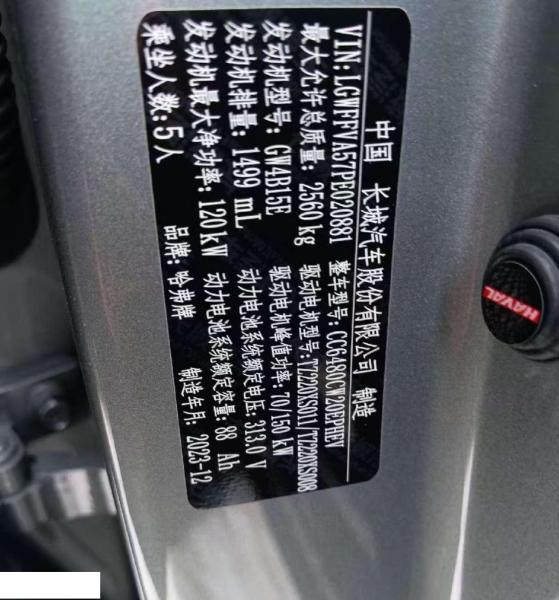 中国 长城汽车股份有限公司 制造
VIN:LGWFFVA57PE020881 整车型号:CC6480CW20EPHEV
最大允许总质量: 2560 kg 驱动电机型号:TZ220XS011/TZ220XS008
发动机型号: GW4B15E 驱动电机峰值功率: 70/150 kW
发动机排量: 1499 mL 动力电池系统额定电压: 313.0 V
发动机最大净功率: 120kW 动力电池系统额定容量: 88 Ah
乘坐人数: 5人 品牌: 哈弗牌 制造年月: 2023-12
HAVAL